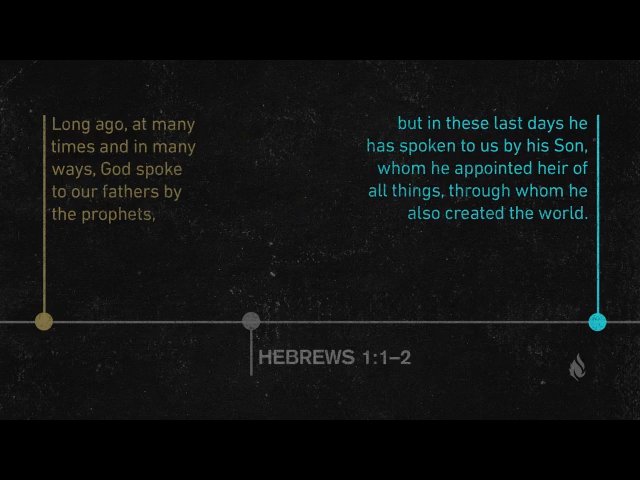 Long ago, at many
times and in many
ways, God spoke
to our fathers by
the prophets,
but in these last days he
has spoken to us by his Son,
whom he appointed heir of
all things, through whom he
also created the world.
HEBREWS 1:1–2